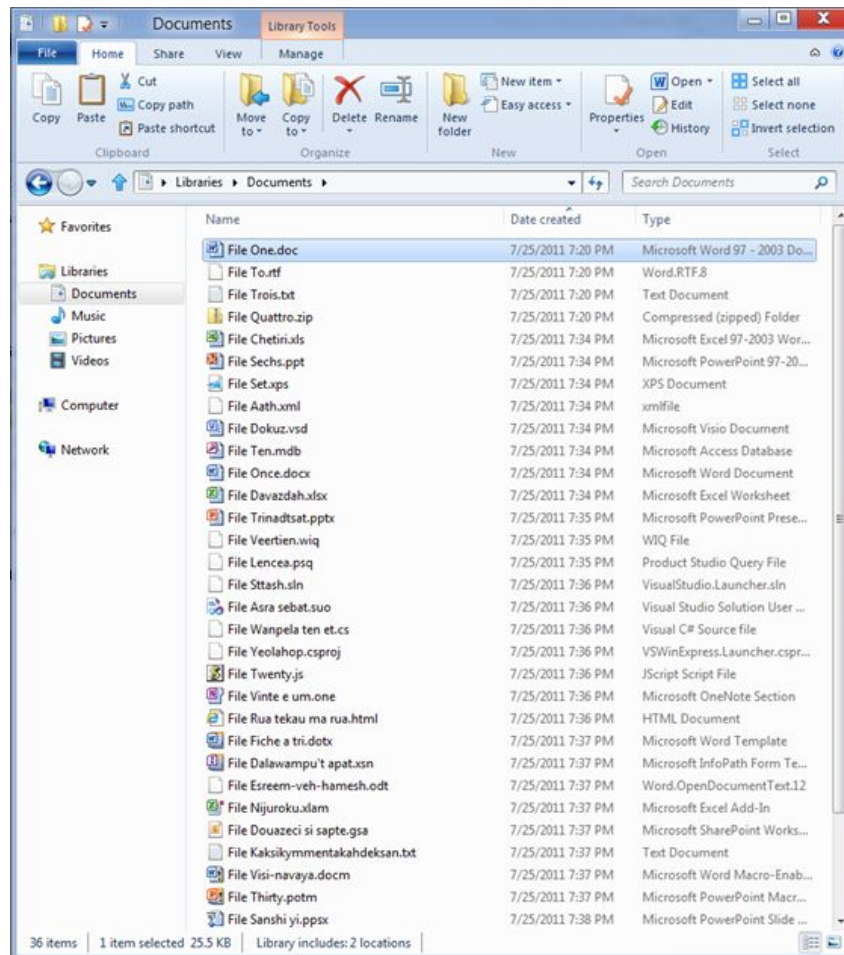 Documents Library Tools
File Home Share View Manage
Copy
Paste
Cut
Copy path
Paste shortcut
Clipboard
Move to
Copy to
Delete
Rename
Organize
New folder
New item
Easy access
New
Properties
Open
Edit
History
Open
Select all
Select none
Invert selection
Select
Libraries Documents
Search Documents
Favorites
Libraries
Documents
Music
Pictures
Videos
Computer
Network
Name Date created Type
File One.doc 7/25/2011 7:20 PM Microsoft Word 97 - 2003 Do...
File To.rtf 7/25/2011 7:20 PM Word.RTF.8
File Trois.txt 7/25/2011 7:20 PM Text Document
File Quattro.zip 7/25/2011 7:20 PM Compressed (zipped) Folder
File Chetiri.xls 7/25/2011 7:34 PM Microsoft Excel 97-2003 Wor...
File Sechs.ppt 7/25/2011 7:34 PM Microsoft PowerPoint 97-20...
File Set.xps 7/25/2011 7:34 PM XPS Document
File Aath.xml 7/25/2011 7:34 PM xmlfile
File Dokuz.vsd 7/25/2011 7:34 PM Microsoft Visio Document
File Ten.mdb 7/25/2011 7:34 PM Microsoft Access Database
File Once.docx 7/25/2011 7:34 PM Microsoft Word Document
File Davazdah.xlsx 7/25/2011 7:34 PM Microsoft Excel Worksheet
File Trinadtsat.pptx 7/25/2011 7:35 PM Microsoft PowerPoint Prese...
File Veertien.wiq 7/25/2011 7:35 PM WIQ File
File Lencea.psq 7/25/2011 7:35 PM Product Studio Query File
File Sttash.sln 7/25/2011 7:36 PM VisualStudio.Launcher.sln
File Asra sebat.suo 7/25/2011 7:36 PM Visual Studio Solution User ...
File Wanpela ten et.cs 7/25/2011 7:36 PM Visual C# Source file
File Yeolahop.csproj 7/25/2011 7:36 PM VSWinExpress.Launcher.cspr...
File Twenty.js 7/25/2011 7:36 PM JScript Script File
File Vinte e um.one 7/25/2011 7:36 PM Microsoft OneNote Section
File Rua tekau ma rua.html 7/25/2011 7:36 PM HTML Document
File Fiche a tri.dotx 7/25/2011 7:37 PM Microsoft Word Template
File Dalawampu't apat.xsn 7/25/2011 7:37 PM Microsoft InfoPath Form Te...
File Esreem-veh-hamesh.odt 7/25/2011 7:37 PM Word.OpenDocumentText.12
File Nijuroku.xlam 7/25/2011 7:37 PM Microsoft Excel Add-In
File Douazeci si sapte.gsa 7/25/2011 7:37 PM Microsoft SharePoint Works...
File Kaksikymmentakahdeksan.txt 7/25/2011 7:37 PM Text Document
File Visi-navaya.docm 7/25/2011 7:37 PM Microsoft Word Macro-Enab...
File Thirty.potm 7/25/2011 7:37 PM Microsoft PowerPoint Macr...
File Sanshi yi.ppsx 7/25/2011 7:38 PM Microsoft PowerPoint Slide ...
36 items 1 item selected 25.5 KB Library includes: 2 locations